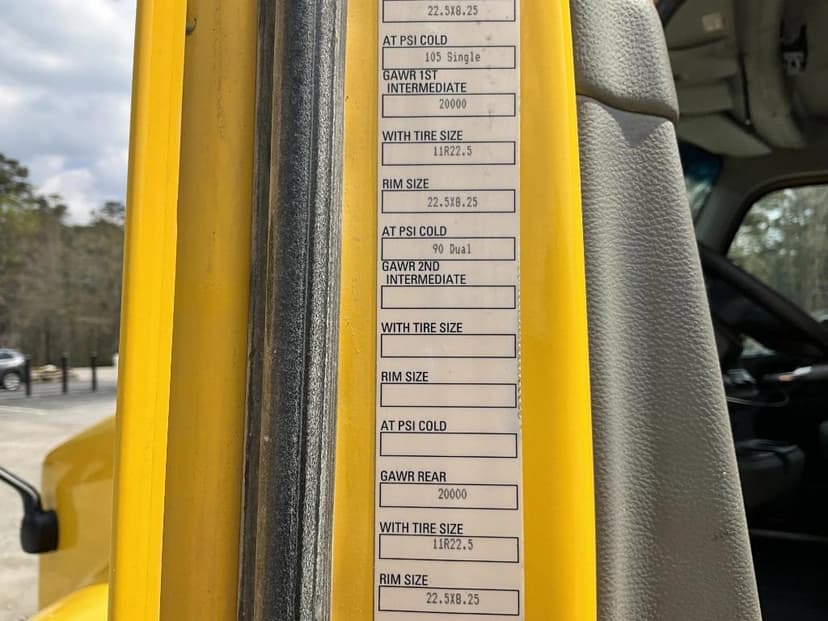 22.5X8.25
AT PSI COLD
105 Single
GAWR 1ST
INTERMEDIATE
20000
WITH TIRE SIZE
11R22.5
RIM SIZE
22.5X8.25
AT PSI COLD
90 Dual
GAWR 2ND
INTERMEDIATE
WITH TIRE SIZE
RIM SIZE
AT PSI COLD
GAWR REAR
20000
WITH TIRE SIZE
11R22.5
RIM SIZE
22.5X8.25